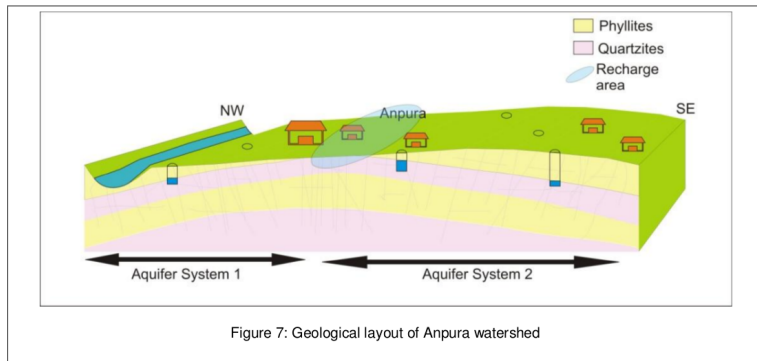 Phyllites
Quartzites
Recharge
area
NW
Anpura
SE
Aquifer System 1
Aquifer System 2
Figure 7: Geological layout of Anpura watershed